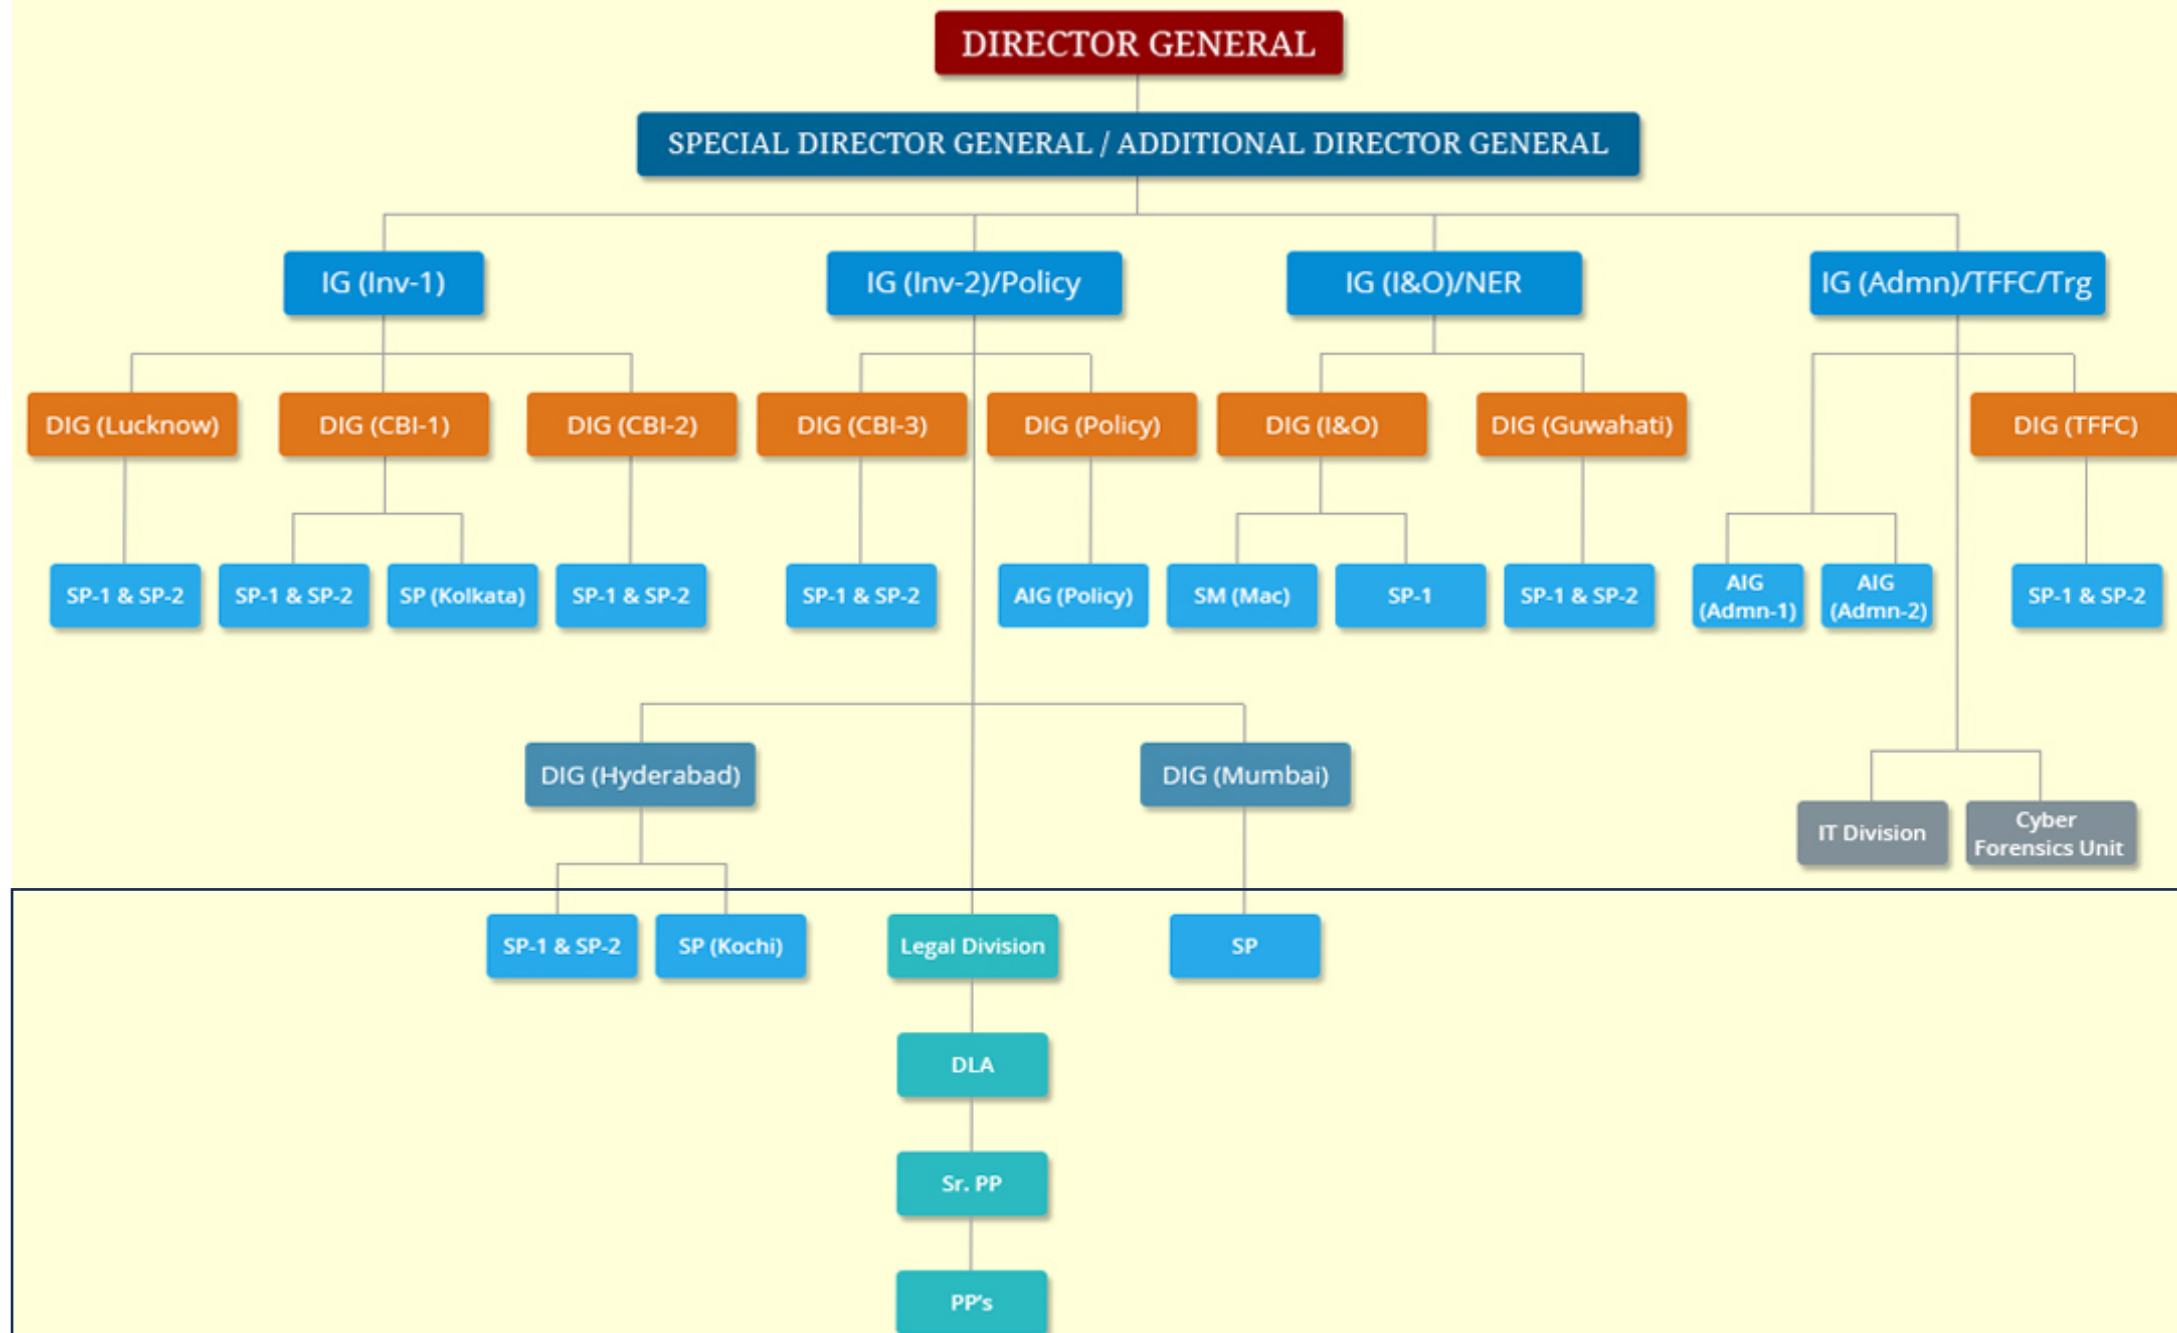 DIRECTOR GENERAL
SPECIAL DIRECTOR GENERAL / ADDITIONAL DIRECTOR GENERAL
IG (Inv-1)
IG (Inv-2)/Policy
IG (I&O)/NER
IG (Admn)/TFFC/Trg
DIG (Lucknow)
DIG (CBI-1)
DIG (CBI-2)
DIG (CBI-3)
DIG (Policy)
DIG (I&O)
DIG (Guwahati)
DIG (TFFC)
SP-1 & SP-2
SP-1 & SP-2
SP (Kolkata)
SP-1 & SP-2
SP-1 & SP-2
AIG (Policy)
SM (Mac)
SP-1
SP-1 & SP-2
AIG
(Admn-1)
AIG
(Admn-2)
SP-1 & SP-2
DIG (Hyderabad)
DIG (Mumbai)
IT Division
Cyber
Forensics Unit
SP-1 & SP-2
SP (Kochi)
Legal Division
SP
DLA
Sr. PP
PP's